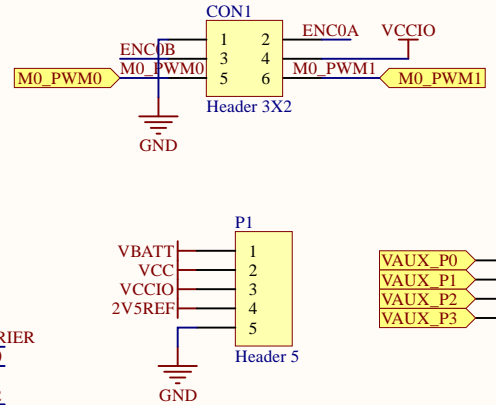 CON1
1 2 ENC0A VCCIO
ENC0B 3 4
M0_PWM0 M0_PWM0 5 6 M0_PWM1 M0_PWM1
Header 3X2
GND
P1
VBATT 1
VCC 2
VCCIO 3
2V5REF 4
5
Header 5
GND
VAUX_P0
VAUX_P1
VAUX_P2
VAUX_P3
RIER